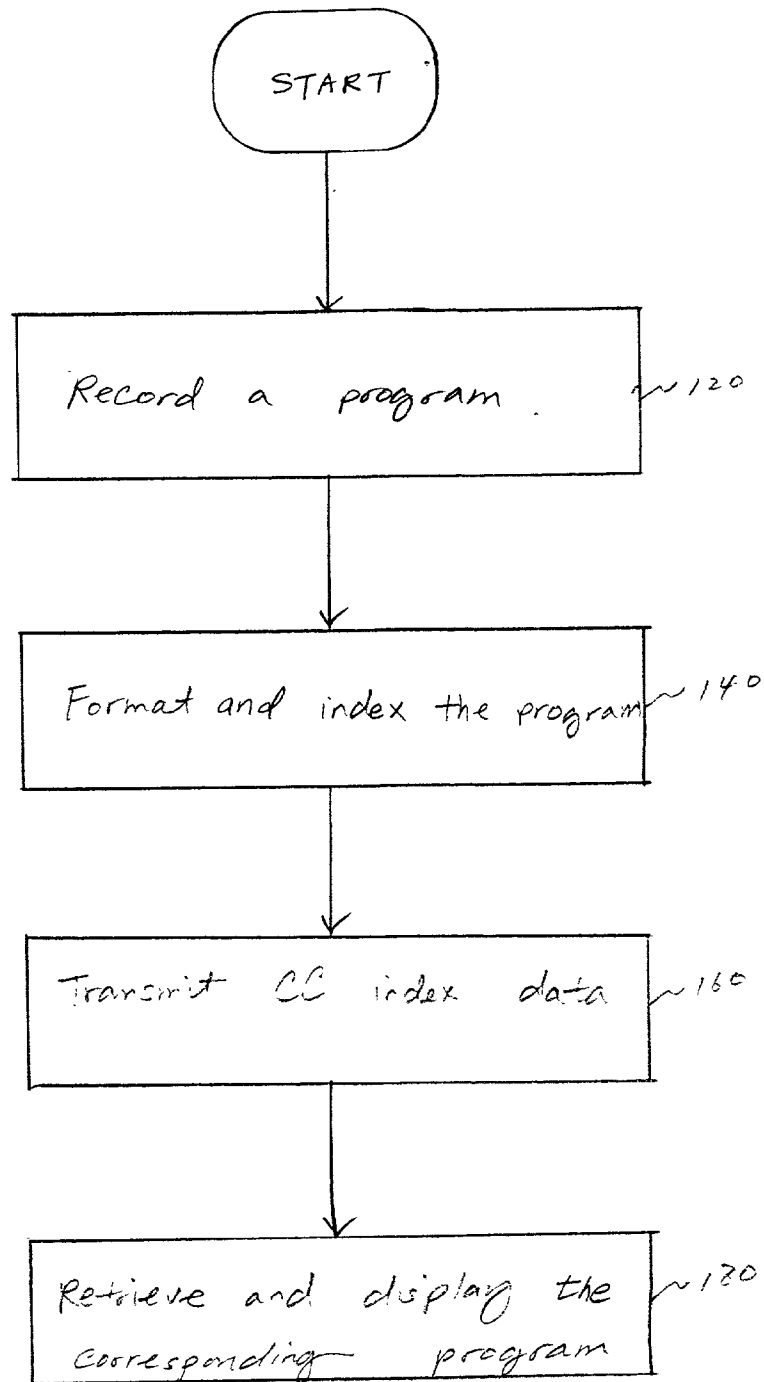 START
Record a program.
120
Format and index the program
140
Transmit CC index data
160
Retrieve and display the
180
corresponding program